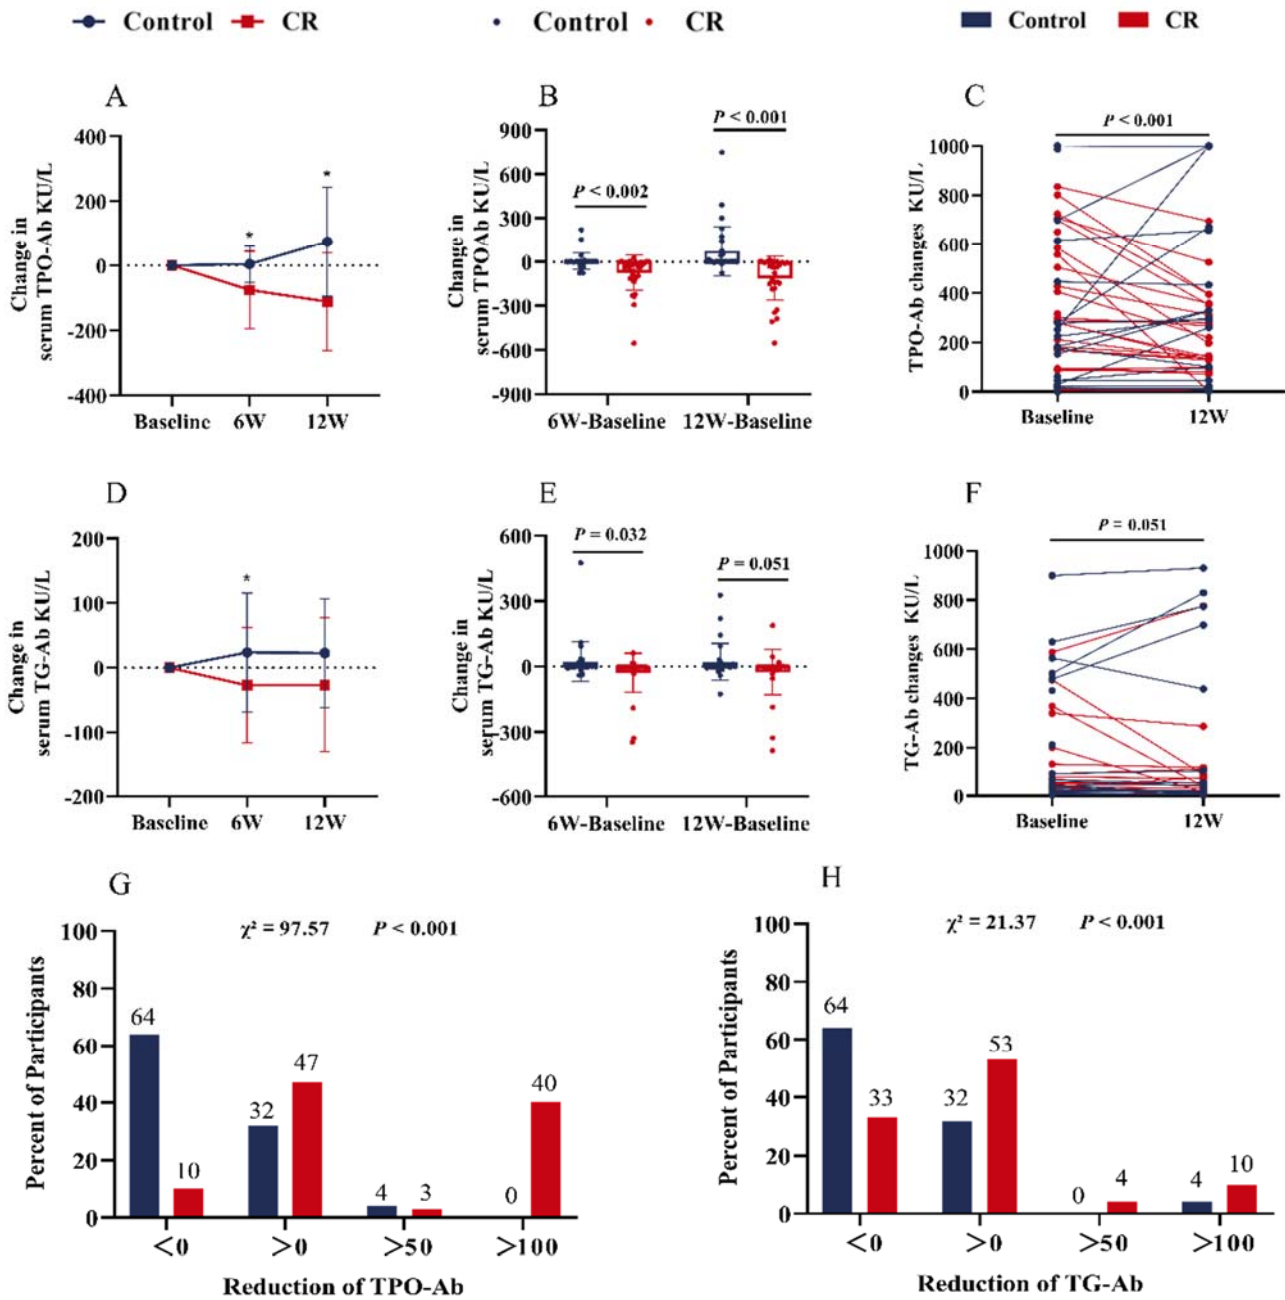 Control CR
Control CR
Control CR
A
Change in
serum TPO-Ab KU/L
400
200
0
-200
-400
*
*
Baseline 6W 12W
B
Change in
serum TPOAb KU/L
900
600
300
0
-300
-600
-900
P < 0.002
P < 0.001
6W-Baseline 12W-Baseline
C
TPO-Ab changes KU/L
P < 0.001
1000
800
600
400
200
0
Baseline 12W
D
Change in
serum TG-Ab KU/L
200
100
0
-100
-200
*
Baseline 6W 12W
E
Change in
serum TG-Ab KU/L
600
300
0
-300
-600
P = 0.032
P = 0.051
6W-Baseline 12W-Baseline
F
TG-Ab changes KU/L
P = 0.051
1000
800
600
400
200
0
Baseline 12W
G
χ² = 97.57 P < 0.001
Percent of Participants
100
80
60
40
20
0
64
10
32
47
4
3
0
40
<0 >0 >50 >100
Reduction of TPO-Ab
H
χ² = 21.37 P < 0.001
Percent of Participants
100
80
60
40
20
0
64
33
32
53
0
4
4
10
<0 >0 >50 >100
Reduction of TG-Ab